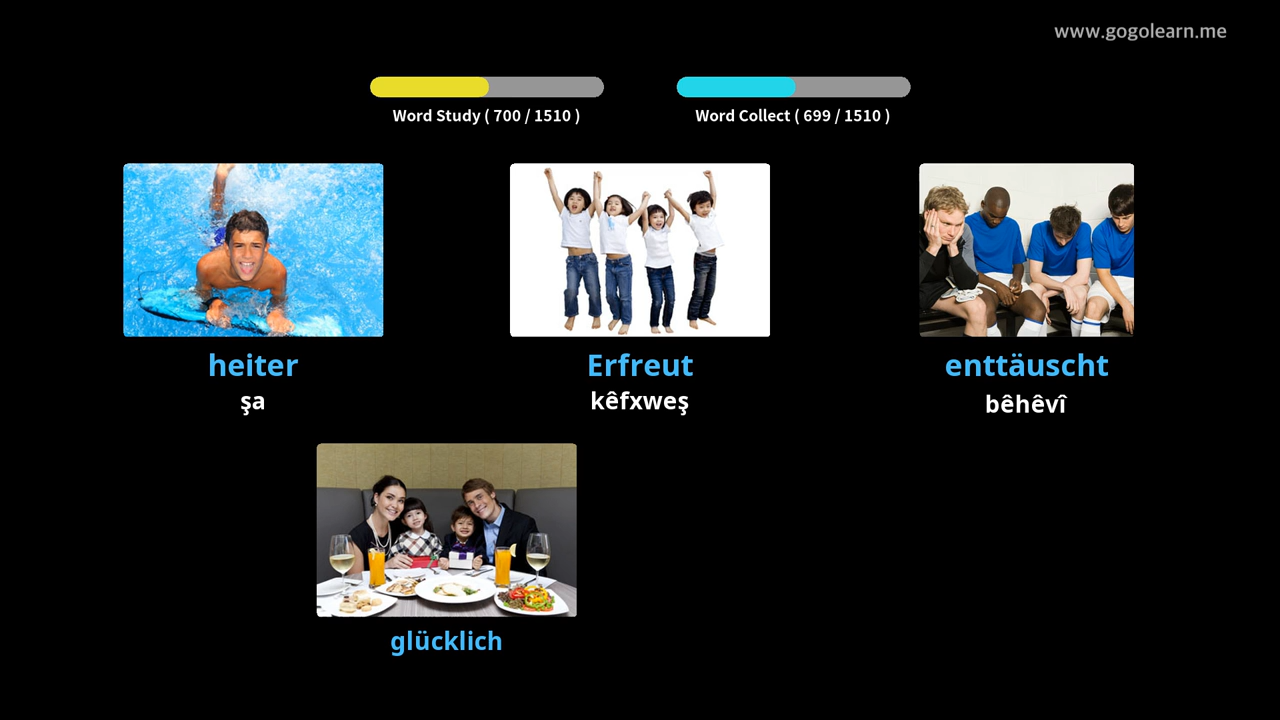 www.gogolearn.me
Word Study ( 700 / 1510 )
Word Collect ( 699 / 1510 )
heiter
şa
Erfreut
kêfxweş
enttäuscht
bêhêvî
glücklich